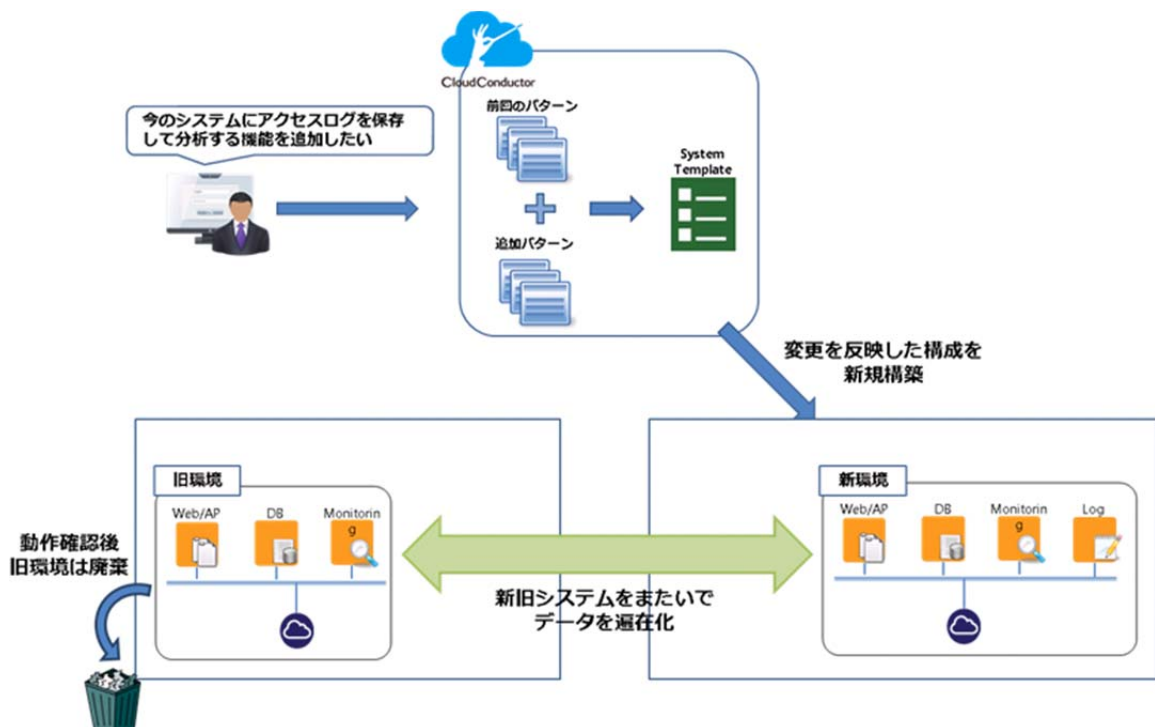 CloudConductor
今のシステムにアクセスログを保存
して分析する機能を追加したい
前回のパターン
System
Template
追加パターン
変更を反映した構成を
新規構築
旧環境
Web/AP
DB
Monitorin
g
新環境
Web/AP
DB
Monitorin
g
Log
動作確認後
旧環境は廃棄
新旧システムをまたいで
データを遍在化